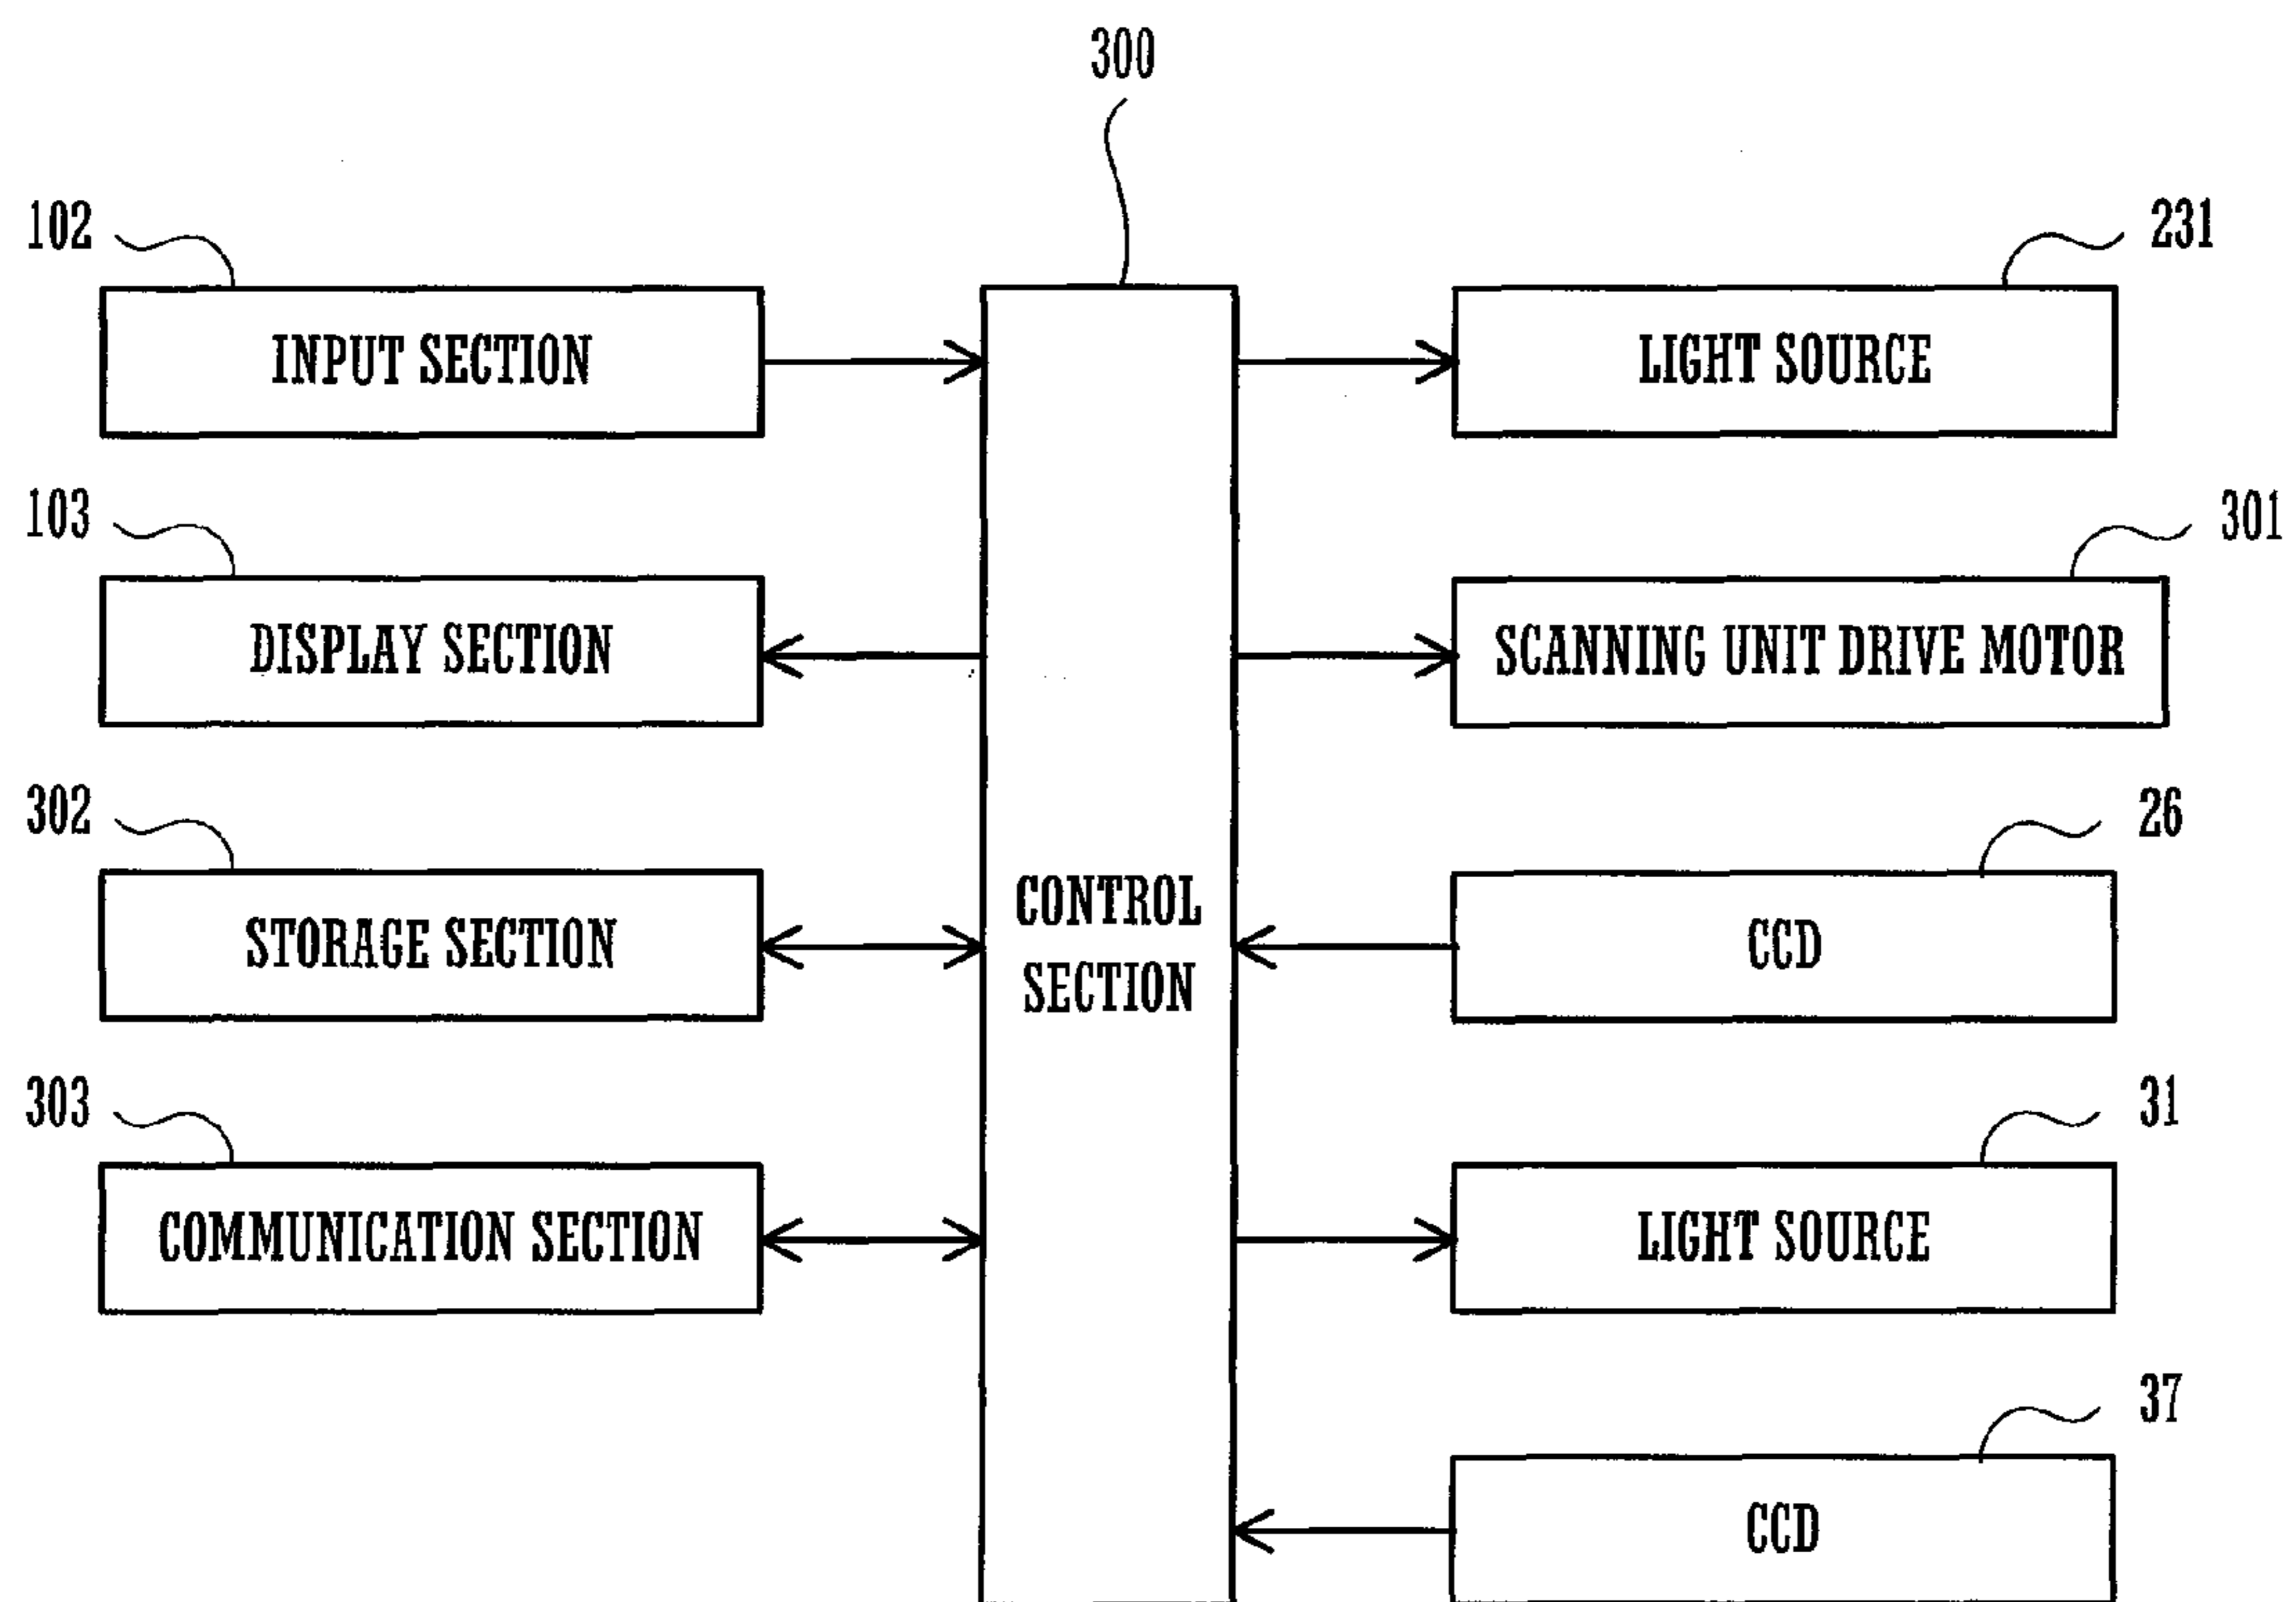 300
102
INPUT SECTION
231
LIGHT SOURCE
103
DISPLAY SECTION
301
SCANNING UNIT DRIVE MOTOR
302
STORAGE SECTION
CONTROL
SECTION
26
CCD
303
COMMUNICATION SECTION
31
LIGHT SOURCE
37
CCD